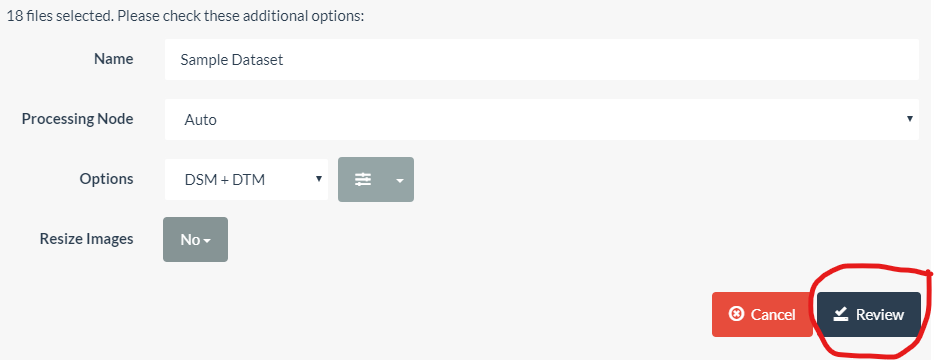 18 files selected. Please check these additional options:
Name Sample Dataset
Processing Node Auto
Options DSM + DTM
Resize Images No
Cancel Review